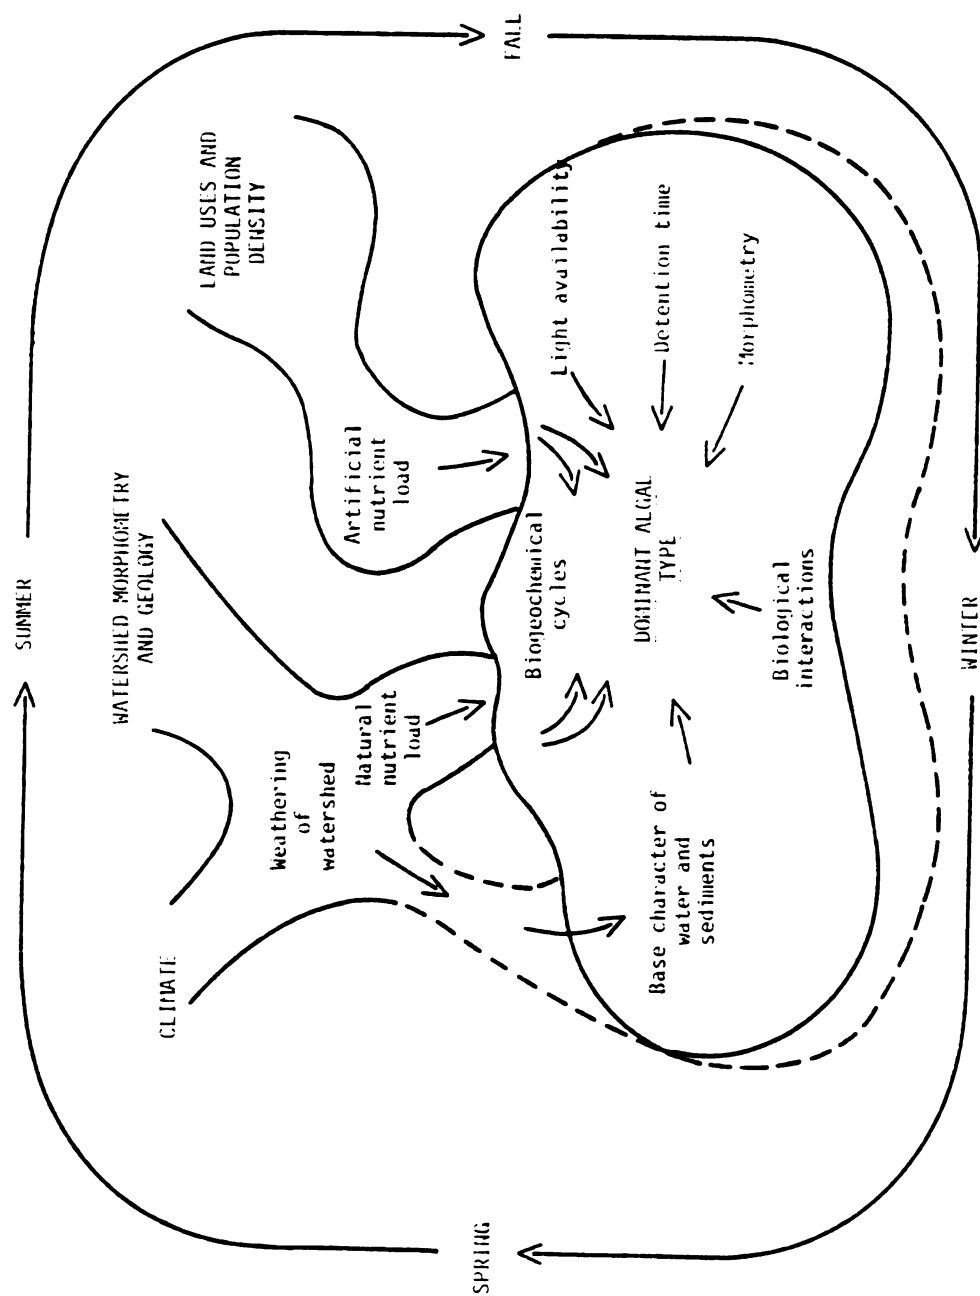 SUMMER
WATERSHED MORPHOMETRY
AND GEOLOGY
CLIMATE
LAND USES AND
POPULATION
DENSITY
Weathering
of
watershed
Natural
nutrient
load
Artificial
nutrient
load
SPRING
FALL
Biogeochemical
cycles
Light availability
Base character of
water and
sediments
DOMINANT ALGAL
TYPE
Detention time
Morphometry
Biological
interactions
WINTER